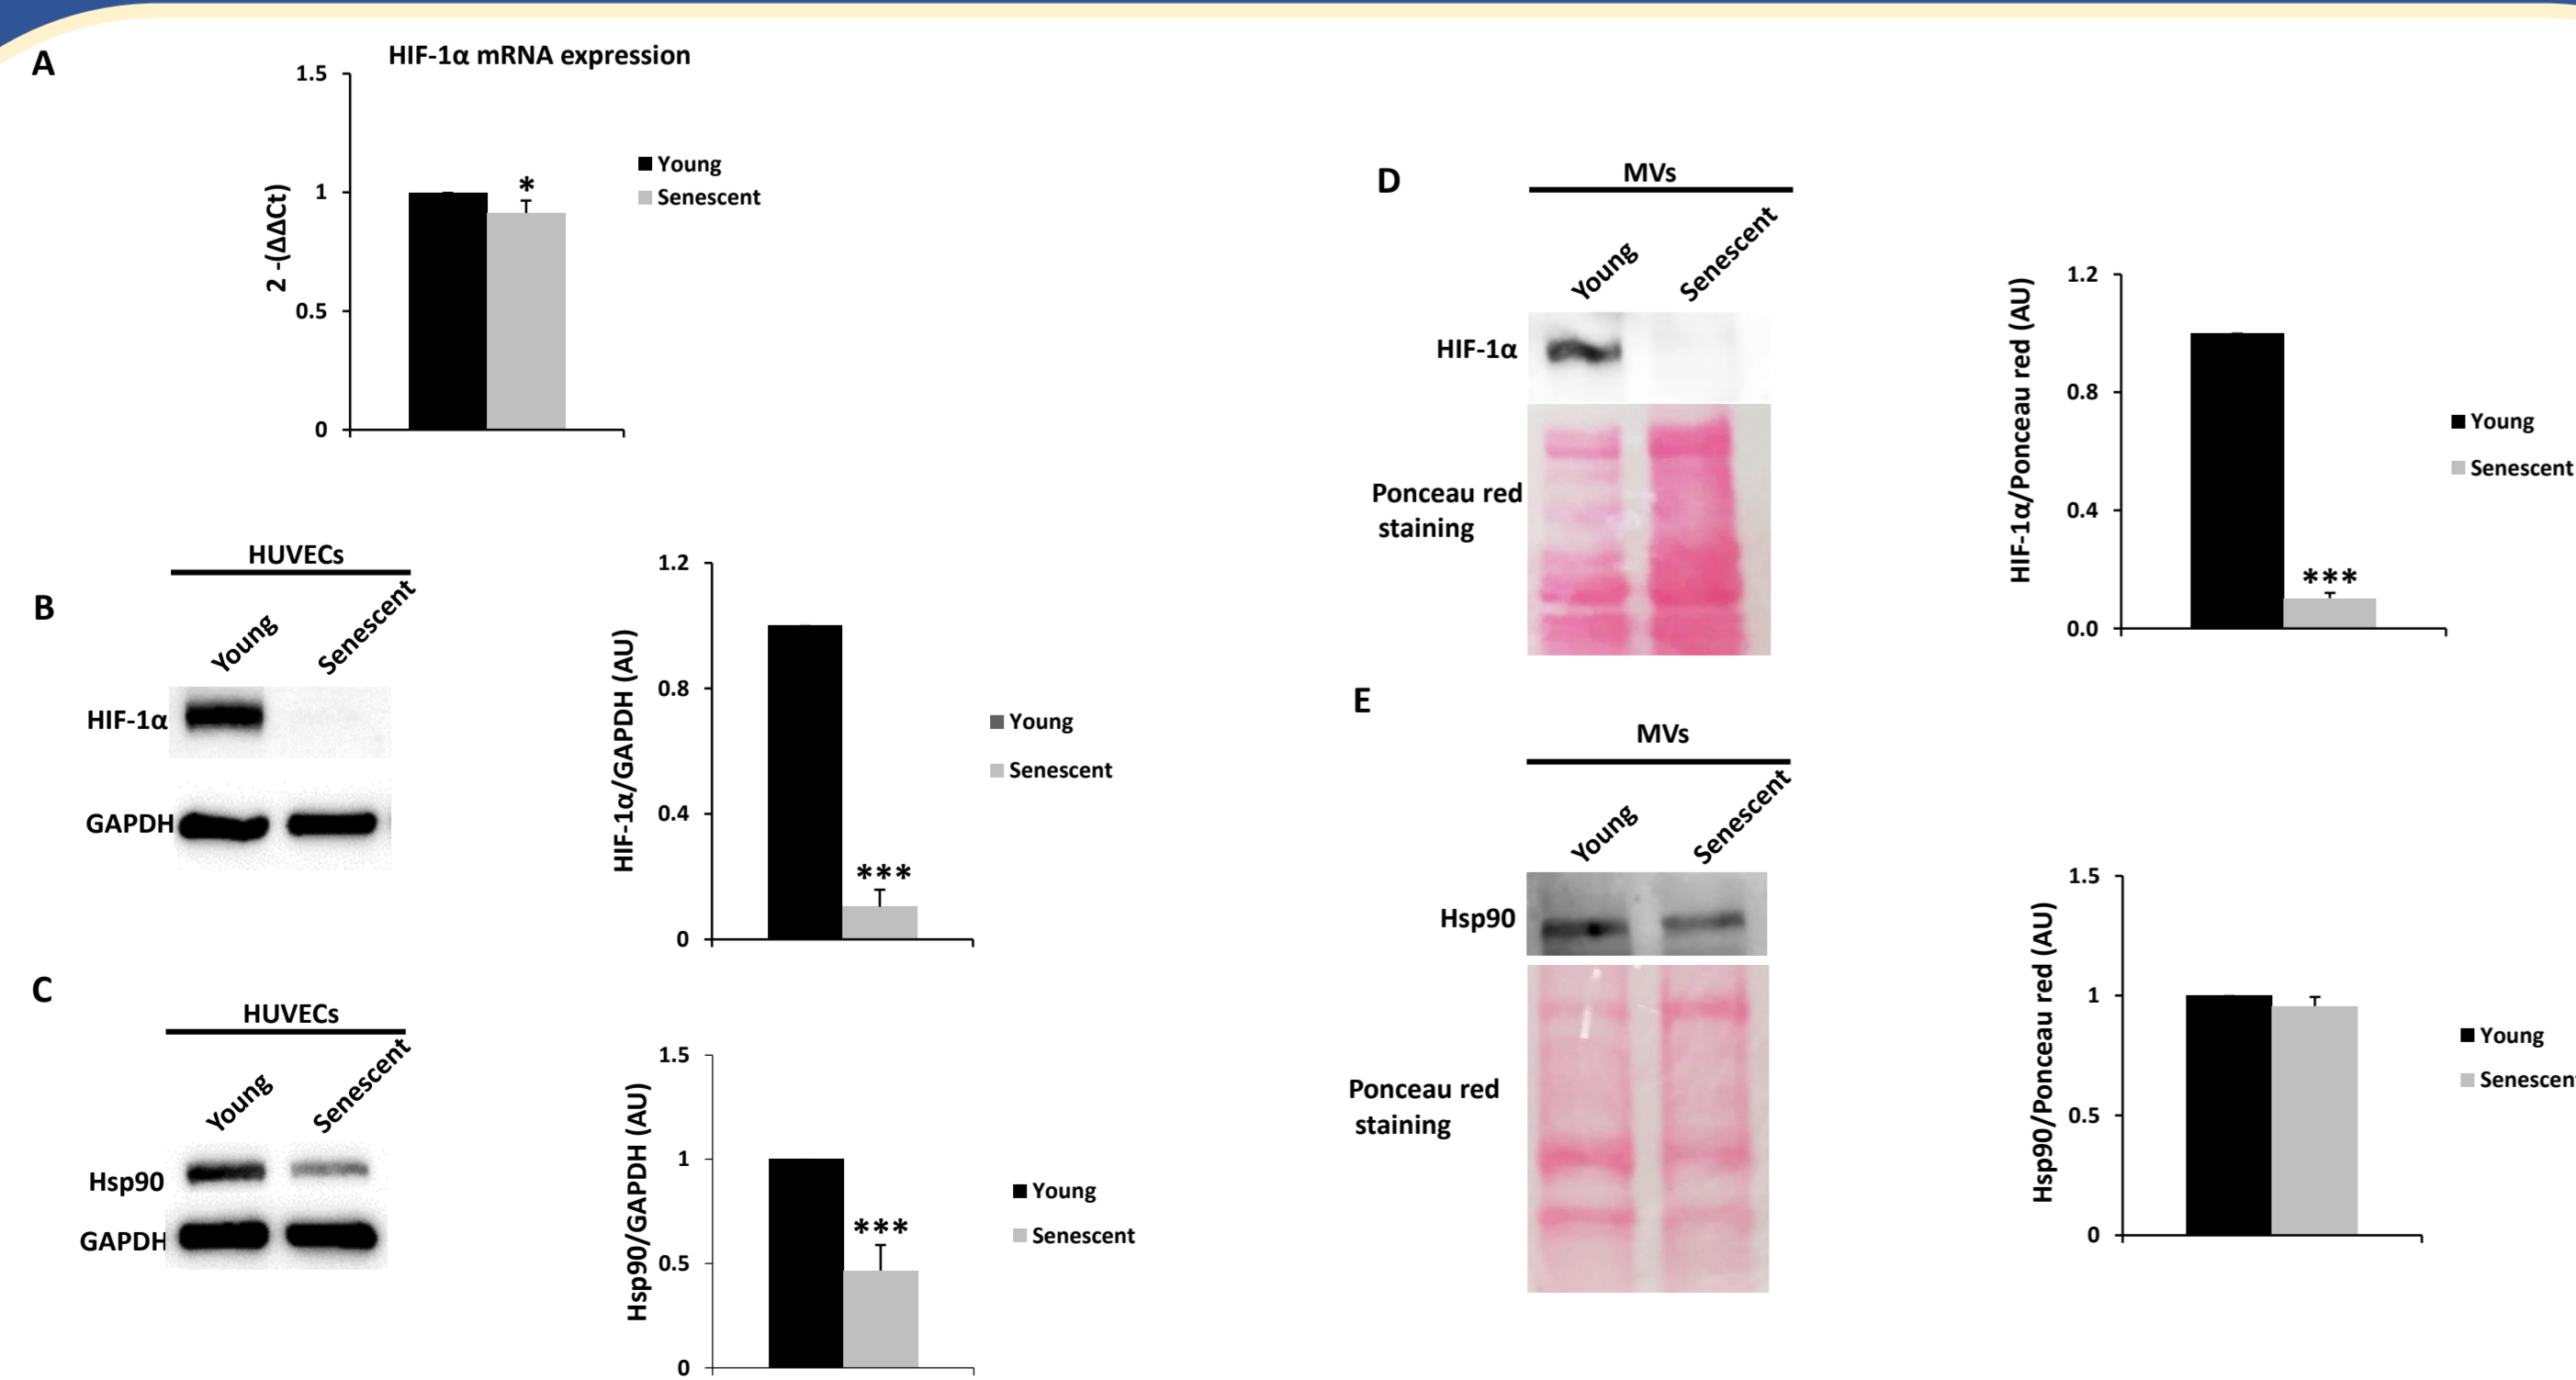 A
HIF-1α mRNA expression
1.5
1
0.5
0
2 -(ΔΔCt)
*
Young
Senescent
B
HUVECs
Young
Senescent
HIF-1α
GAPDH
1.2
0.8
0.4
0
HIF-1α/GAPDH (AU)
***
Young
Senescent
C
HUVECs
Young
Senescent
Hsp90
GAPDH
1.5
1
0.5
0
Hsp90/GAPDH (AU)
***
Young
Senescent
D
MVs
Young
Senescent
HIF-1α
Ponceau red
staining
1.2
0.8
0.4
0.0
HIF-1α/Ponceau red (AU)
***
Young
Senescent
E
MVs
Young
Senescent
Hsp90
Ponceau red
staining
1.5
1
0.5
0
Hsp90/Ponceau red (AU)
Young
Senescent